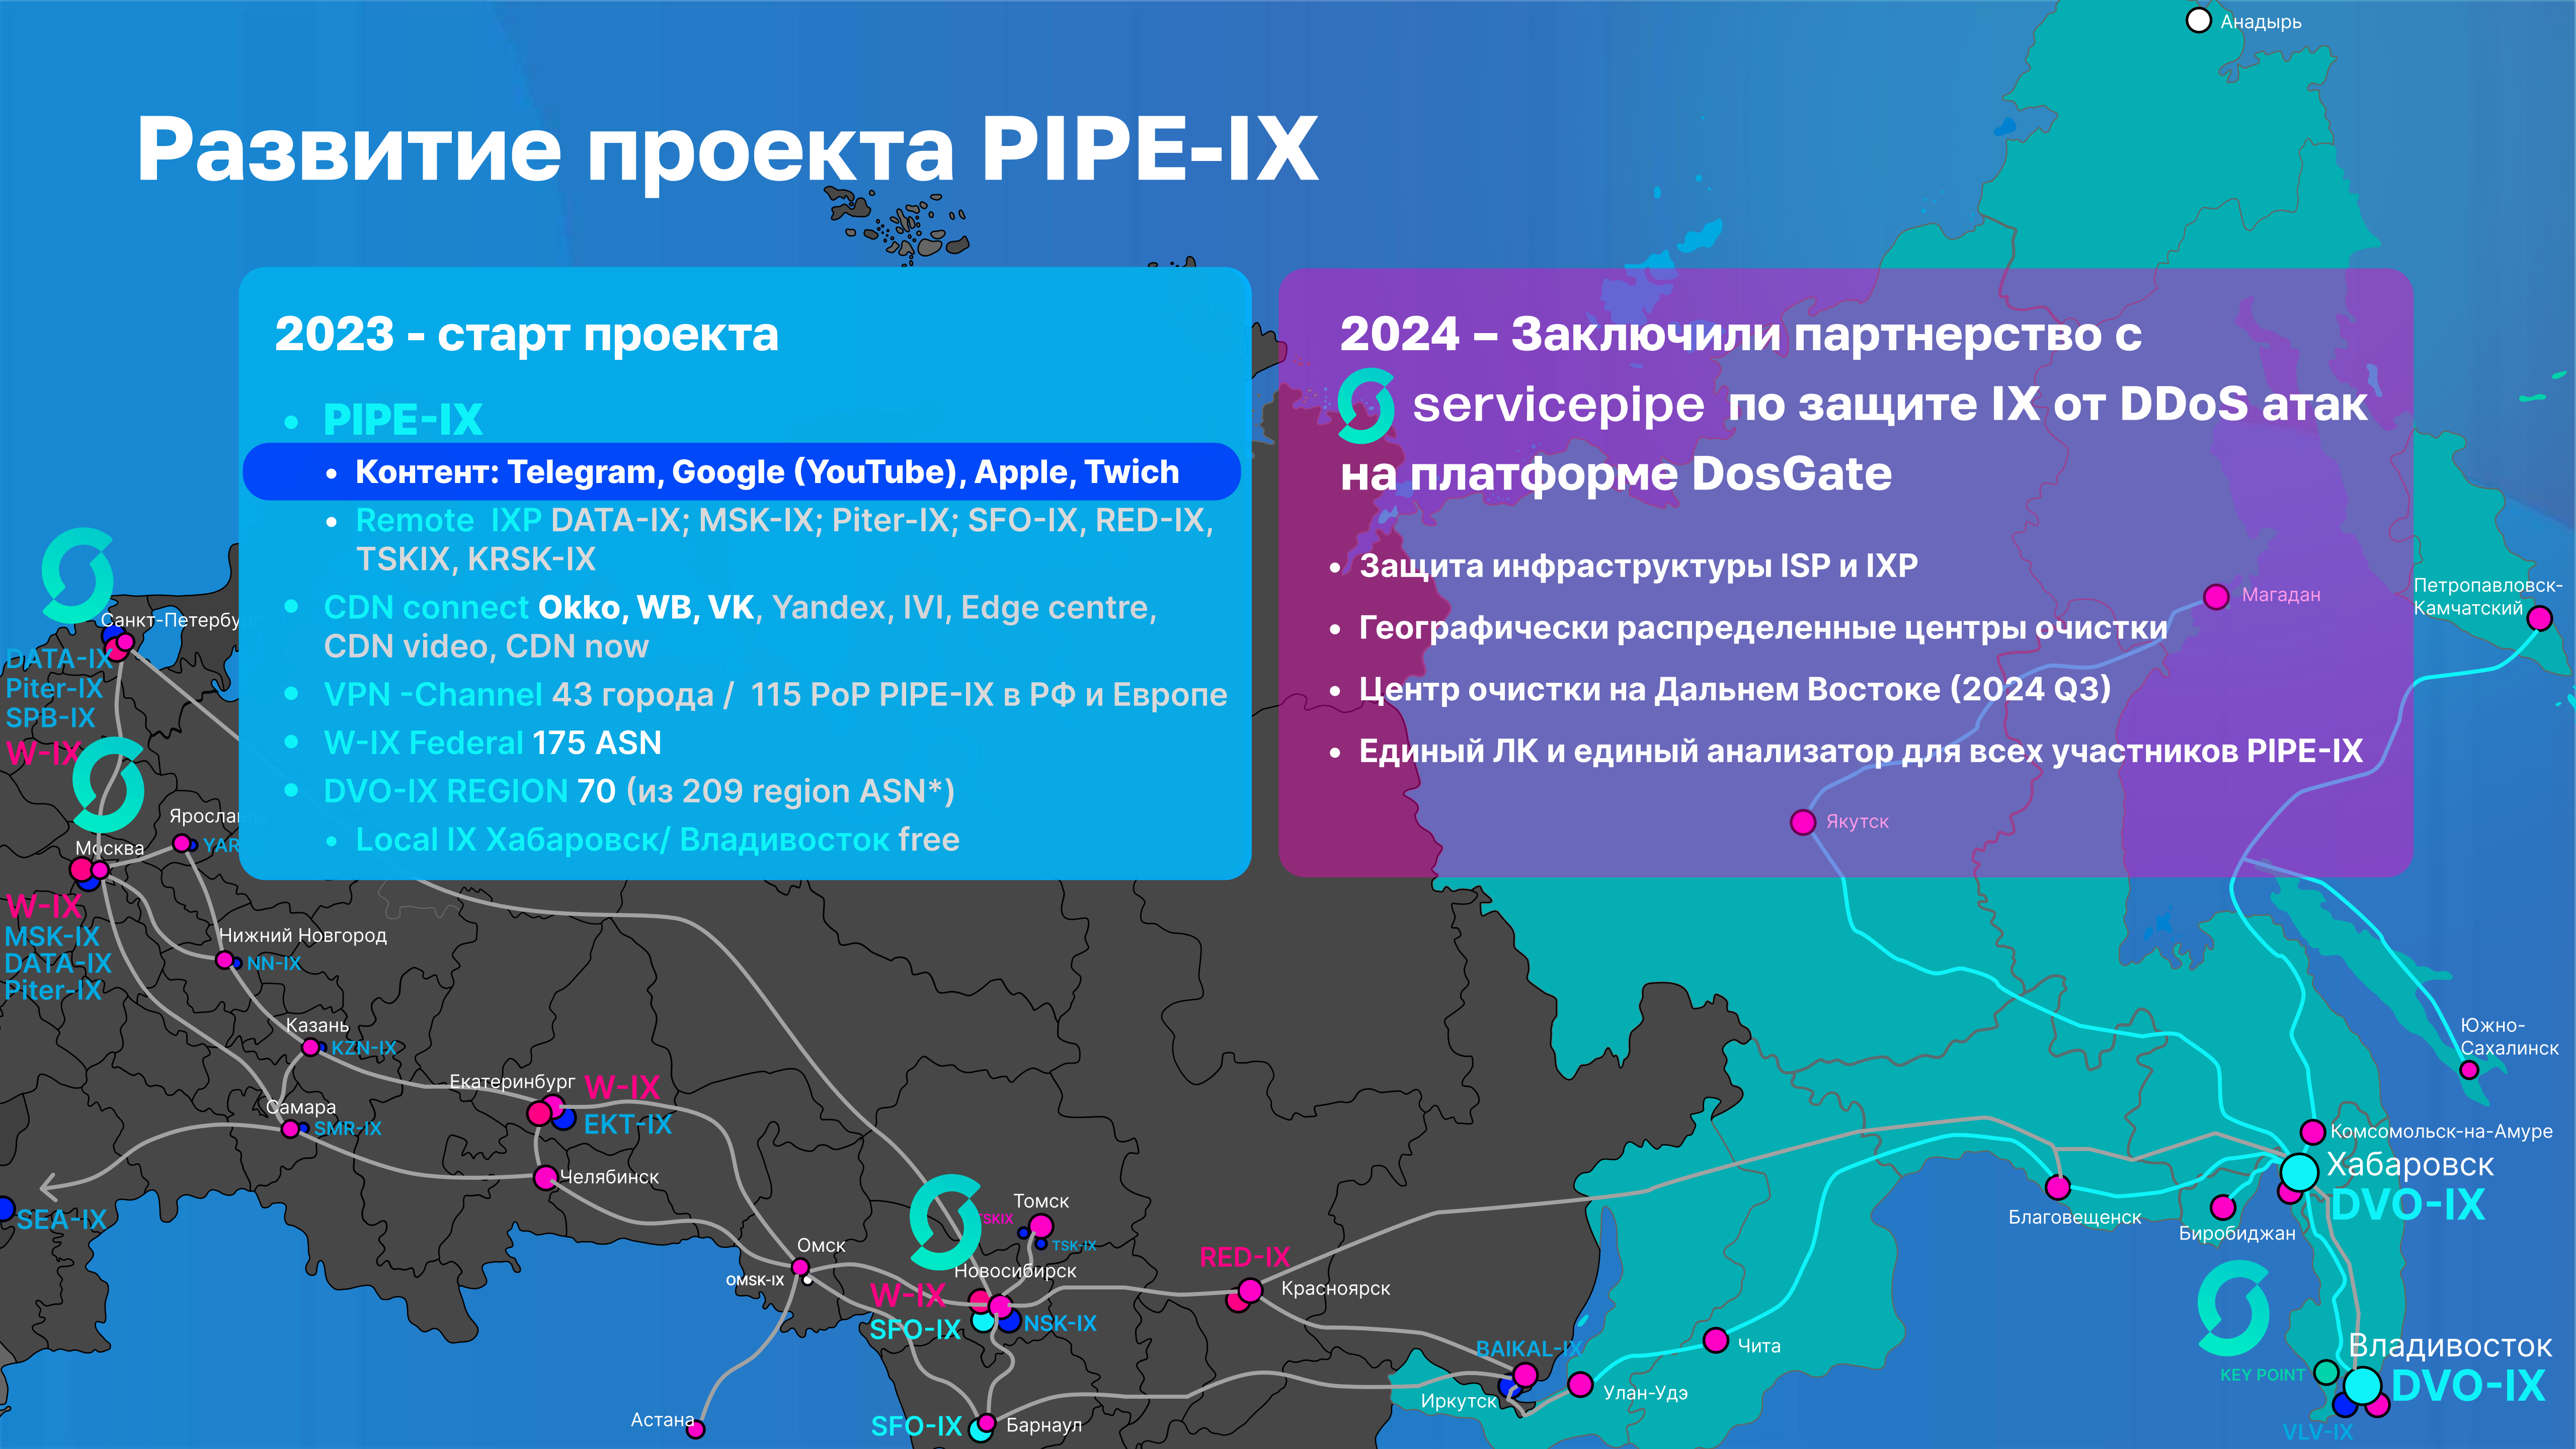 Анадырь
Развитие проекта PIPE-IX
2023 - старт проекта
PIPE-IX
Контент: Telegram, Google (YouTube), Apple, Twich
Remote IXP DATA-IX; MSK-IX; Piter-IX; SFO-IX, RED-IX,
TSKIX, KRSK-IX
CDN connect Okko, WB, VK, Yandex, IVI, Edge centre,
CDN video, CDN now
VPN -Channel 43 города / 115 PoP PIPE-IX в РФ и Европе
W-IX Federal 175 ASN
DVO-IX REGION 70 (из 209 region ASN*)
Local IX Хабаровск/ Владивосток free
2024 – Заключили партнерство с
servicepipe по защите IX от DDoS атак
на платформе DosGate
Защита инфраструктуры ISP и IXP
Географически распределенные центры очистки
Центр очистки на Дальнем Востоке (2024 Q3)
Единый ЛК и единый анализатор для всех участников PIPE-IX
Магадан
Петропавловск-
Камчатский
Якутск
Санкт-Петербу
DATA-IX
Piter-IX
SPB-IX
W-IX
Яросла
YAR
Москва
W-IX
MSK-IX
DATA-IX
Piter-IX
Нижний Новгород
NN-IX
Казань
KZN-IX
Екатеринбург
W-IX
EKT-IX
Самара
SMR-IX
Челябинск
SEA-IX
Омск
OMSK-IX
Астана
Томск
TSKIX
TSK-IX
Новосибирск
W-IX
SFO-IX
NSK-IX
SFO-IX
Барнаул
RED-IX
Красноярск
BAIKAL-IX
Иркутск
Улан-Удэ
Чита
Благовещенск
Биробиджан
Южно-
Сахалинск
Комсомольск-на-Амуре
Хабаровск
DVO-IX
Владивосток
KEY POINT
DVO-IX
VLV-IX